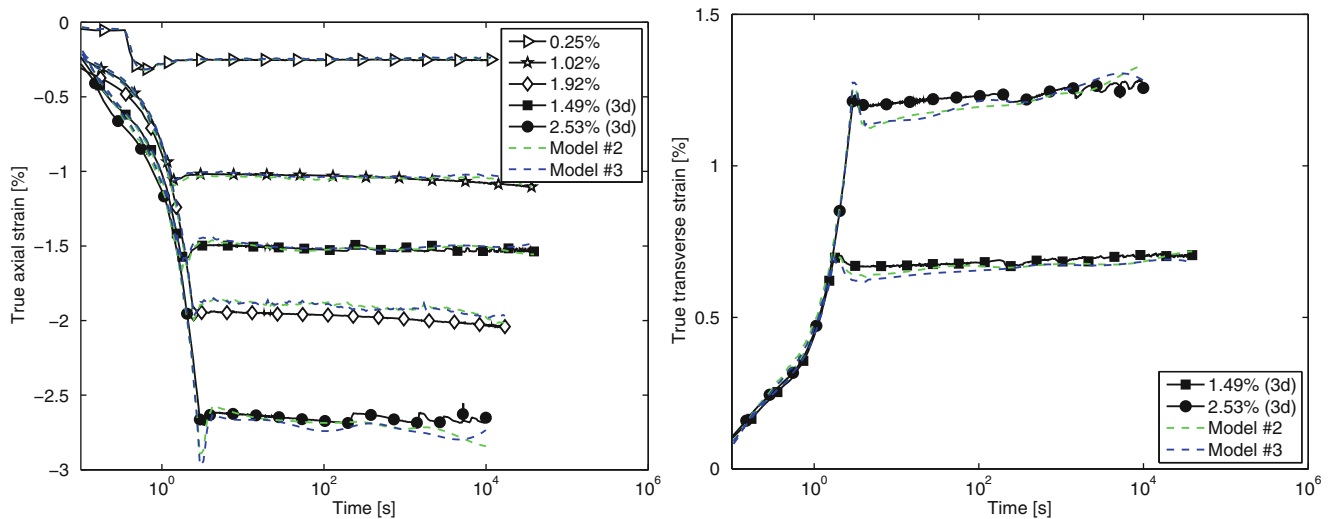 0
−0.5
−1
−1.5
−2
−2.5
−3
True axial strain [%]
10^0
10^2
10^4
10^6
Time [s]
0.25%
1.02%
1.92%
1.49% (3d)
2.53% (3d)
Model #2
Model #3
1.5
1
0.5
0
True transverse strain [%]
10^0
10^2
10^4
10^6
Time [s]
1.49% (3d)
2.53% (3d)
Model #2
Model #3